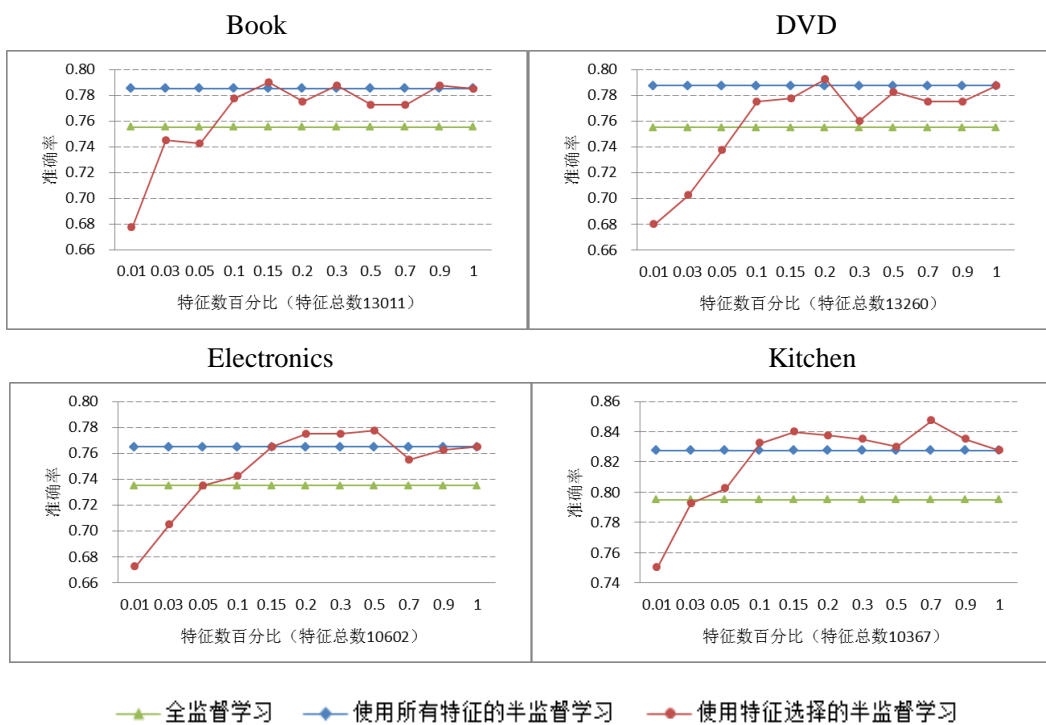 Book
DVD
0.80
0.78
0.76
0.74
0.72
0.70
0.68
0.66
准确率
0.01 0.03 0.05 0.1 0.15 0.2 0.3 0.5 0.7 0.9 1
特征数百分比（特征总数13011）
0.80
0.78
0.76
0.74
0.72
0.70
0.68
0.66
准确率
0.01 0.03 0.05 0.1 0.15 0.2 0.3 0.5 0.7 0.9 1
特征数百分比（特征总数13260）
Electronics
Kitchen
0.80
0.78
0.76
0.74
0.72
0.70
0.68
0.66
准确率
0.01 0.03 0.05 0.1 0.15 0.2 0.3 0.5 0.7 0.9 1
特征数百分比（特征总数10602）
0.86
0.84
0.82
0.80
0.78
0.76
0.74
准确率
0.01 0.03 0.05 0.1 0.15 0.2 0.3 0.5 0.7 0.9 1
特征数百分比（特征总数10367）
全监督学习 使用所有特征的半监督学习 使用特征选择的半监督学习